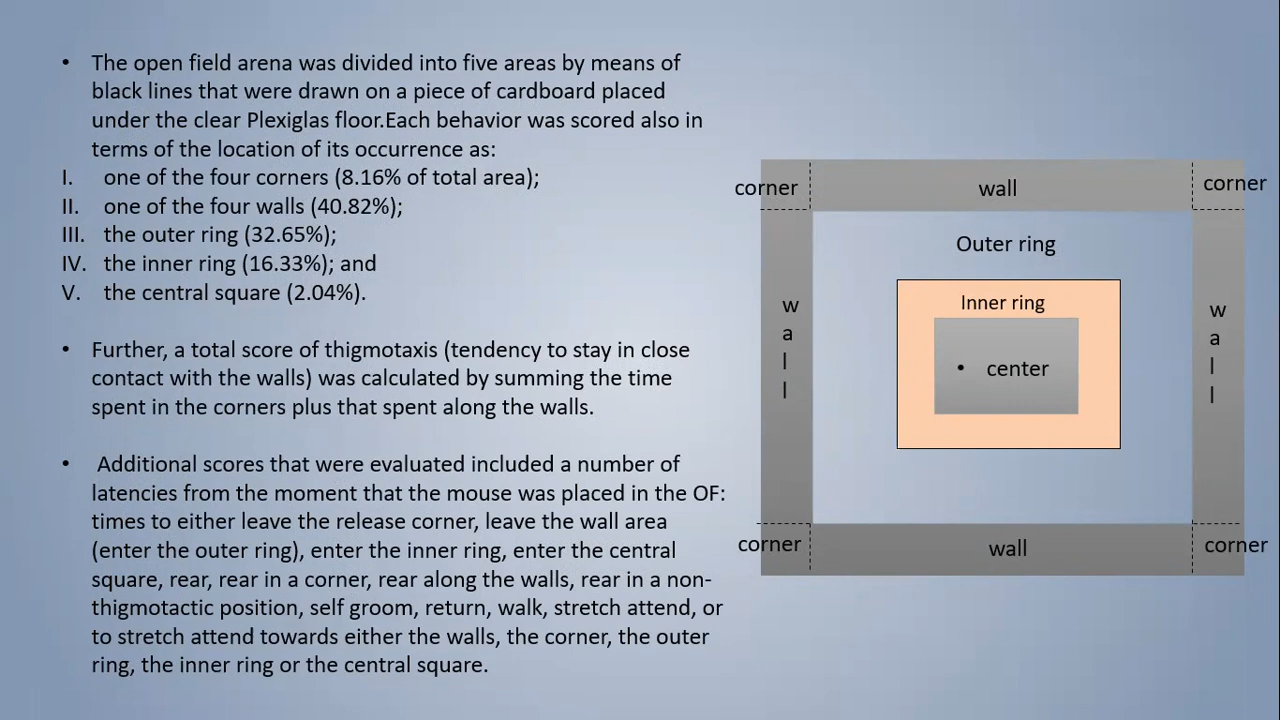 • The open field arena was divided into five areas by means of
black lines that were drawn on a piece of cardboard placed
under the clear Plexiglas floor.Each behavior was scored also in
terms of the location of its occurrence as:
I. one of the four corners (8.16% of total area);
II. one of the four walls (40.82%);
III. the outer ring (32.65%);
IV. the inner ring (16.33%); and
V. the central square (2.04%).
• Further, a total score of thigmotaxis (tendency to stay in close
contact with the walls) was calculated by summing the time
spent in the corners plus that spent along the walls.
• Additional scores that were evaluated included a number of
latencies from the moment that the mouse was placed in the OF:
times to either leave the release corner, leave the wall area
(enter the outer ring), enter the inner ring, enter the central
square, rear, rear in a corner, rear along the walls, rear in a non-
thigmotactic position, self groom, return, walk, stretch attend, or
to stretch attend towards either the walls, the corner, the outer
ring, the inner ring or the central square.
corner
wall
corner
Outer ring
Inner ring
• center
w
a
l
l
w
a
l
l
corner
wall
corner